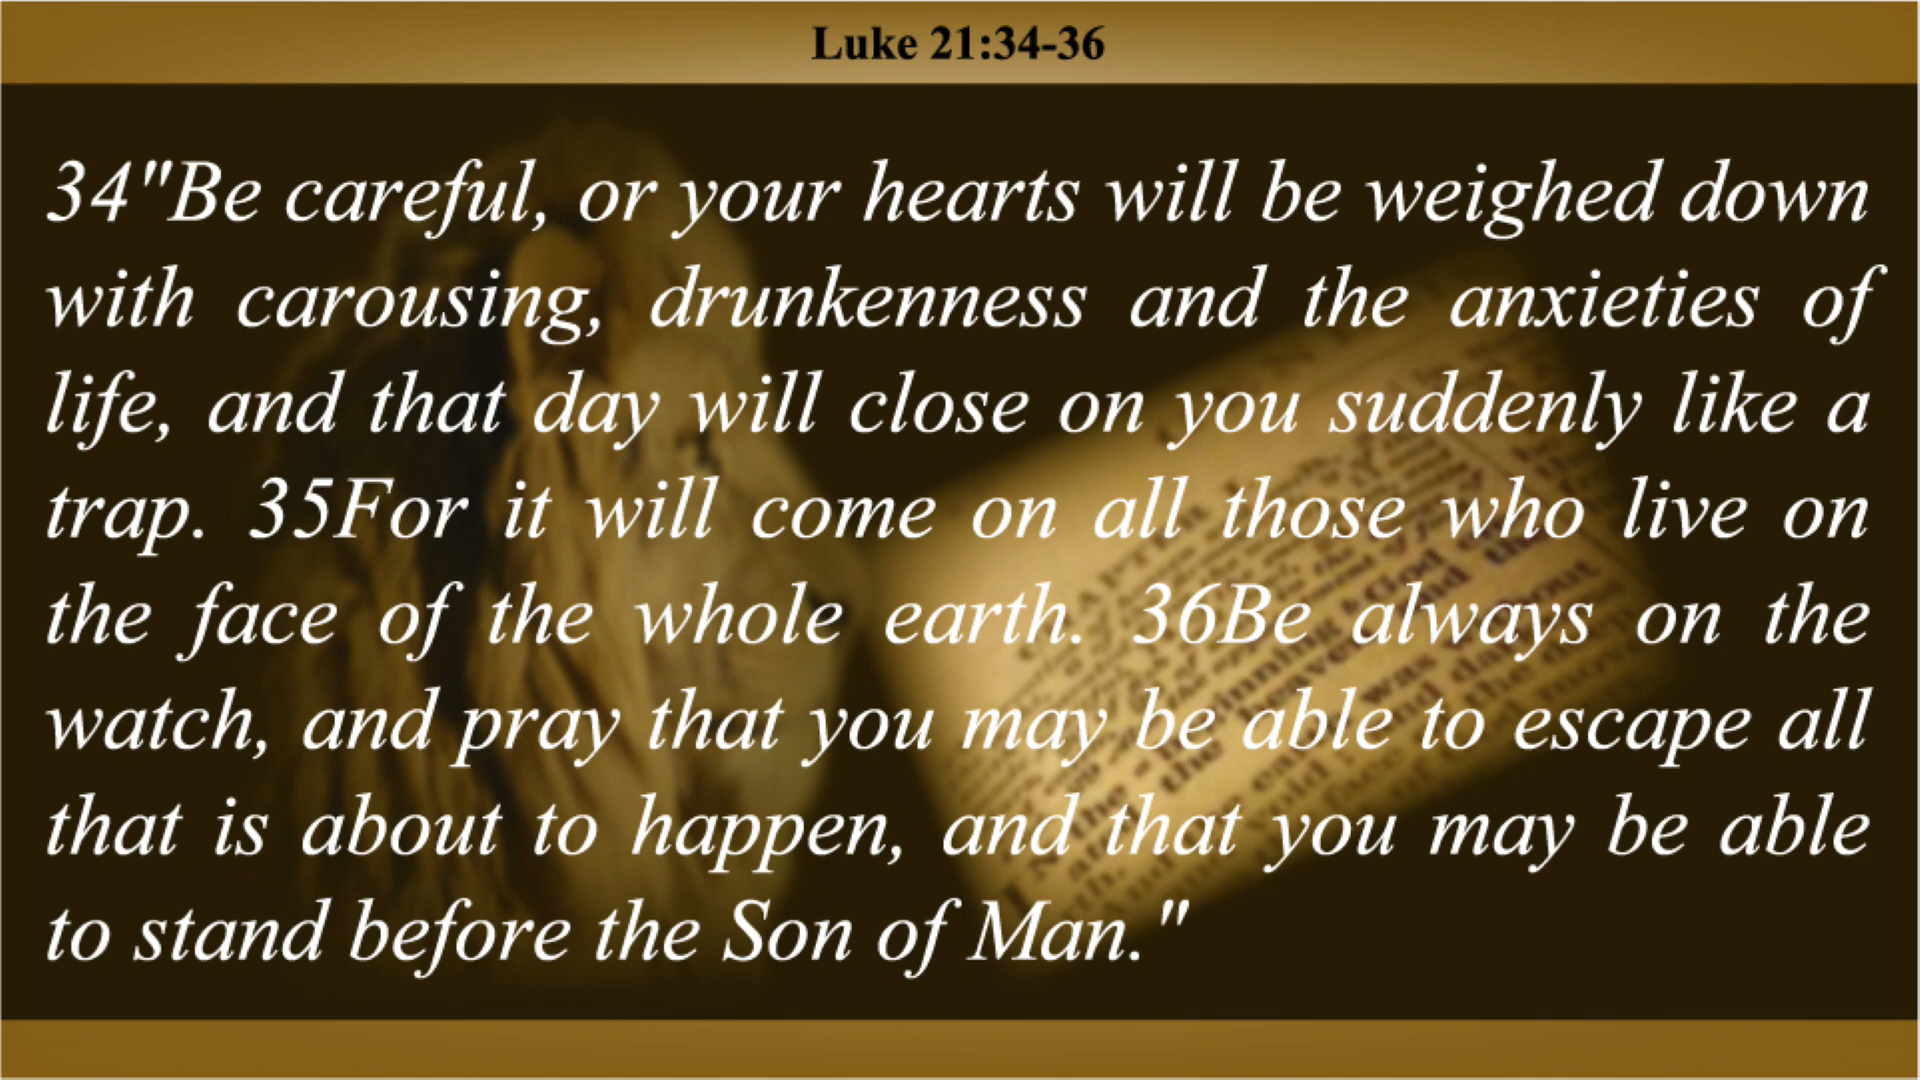 Luke 21:34-36
34"Be careful, or your hearts will be weighed down
with carousing, drunkenness and the anxieties of
life, and that day will close on you suddenly like a
trap. 35For it will come on all those who live on
the face of the whole earth. 36Be always on the
watch, and pray that you may be able to escape all
that is about to happen, and that you may be able
to stand before the Son of Man."